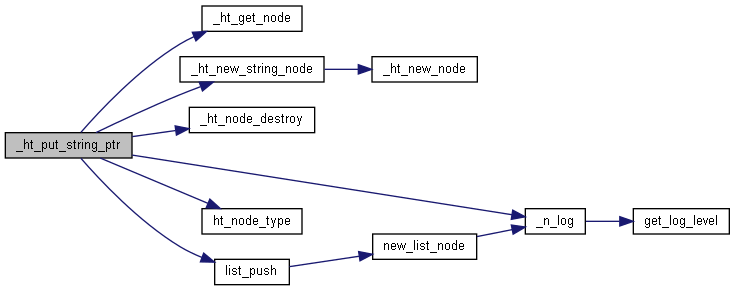 _ht_get_node
_ht_new_string_node
_ht_new_node
_ht_node_destroy
_ht_put_string_ptr
ht_node_type
_n_log
get_log_level
new_list_node
list_push